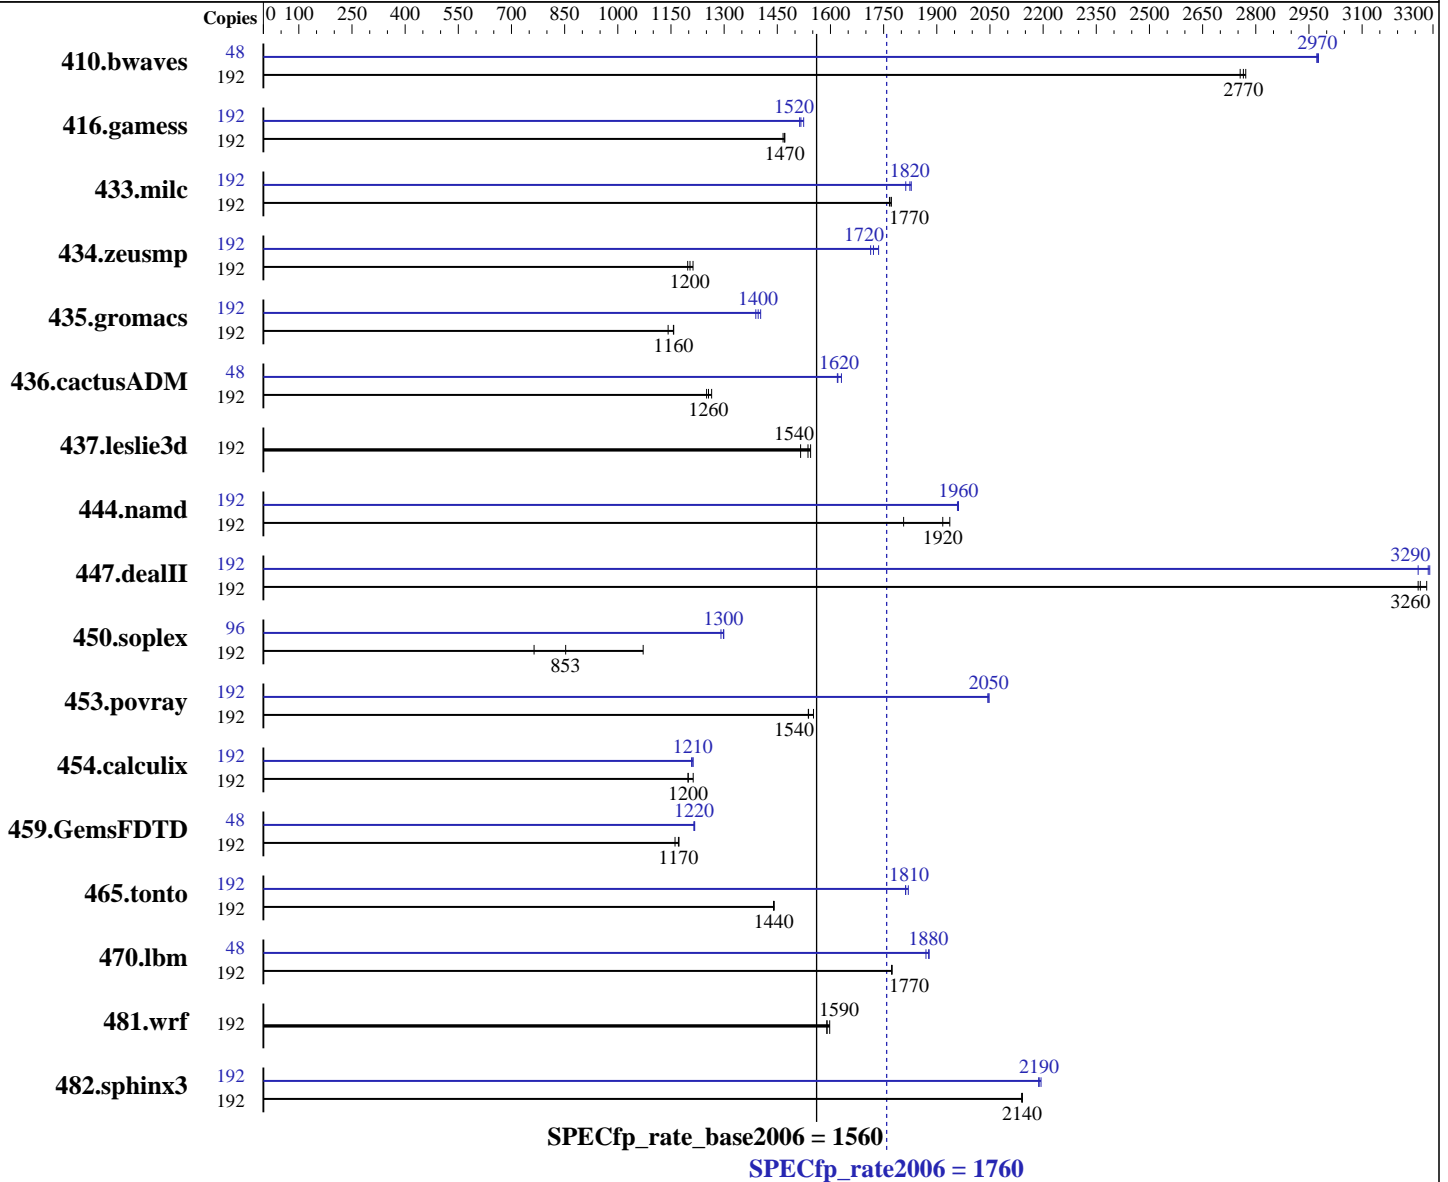 Copies 0 100 250 400 550 700 850 1000 1150 1300 1450 1600 1750 1900 2050 2200 2350 2500 2650 2800 2950 3100 3300
410.bwaves 48 2970
192 2770
416.gamess 192 1520
192 1470
433.milc 192 1820
192 1770
434.zeusmp 192 1720
192 1200
435.gromacs 192 1400
192 1160
436.cactusADM 48 1620
192 1260
437.leslie3d 192 1540
444.namd 192 1960
192 1920
447.dealII 192 3290
192 3260
450.soplex 96 1300
192 853
453.povray 192 2050
192 1540
454.calculix 192 1210
192 1200
459.GemsFDTD 48 1220
192 1170
465.tonto 192 1810
192 1440
470.lbm 48 1880
192 1770
481.wrf 192 1590
482.sphinx3 192 2190
192 2140
SPECfp_rate_base2006 = 1560
SPECfp_rate2006 = 1760